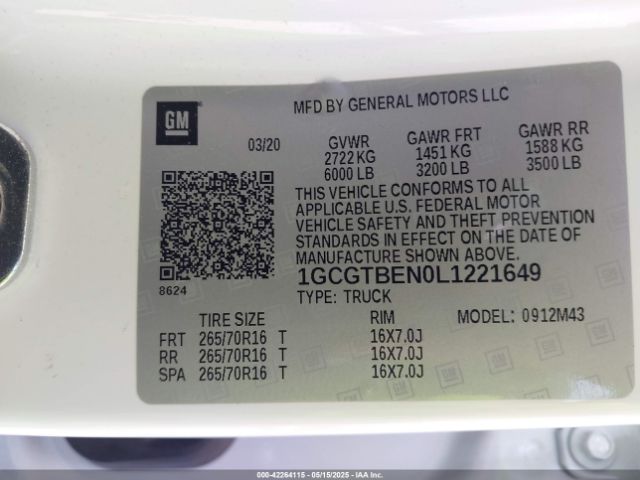 GM
MFD BY GENERAL MOTORS LLC
03/20
GVWR GAWR FRT GAWR RR
2722 KG 1451 KG 1588 KG
6000 LB 3200 LB 3500 LB
THIS VEHICLE CONFORMS TO ALL
APPLICABLE U.S. FEDERAL MOTOR
VEHICLE SAFETY AND THEFT PREVENTION
STANDARDS IN EFFECT ON THE DATE OF
MANUFACTURE SHOWN ABOVE.
8624
1GCGTBEN0L1221649
TYPE: TRUCK
TIRE SIZE RIM MODEL: 0912M43
FRT 265/70R16 T 16X7.0J
RR 265/70R16 T 16X7.0J
SPA 265/70R16 T 16X7.0J
000-42264115 - 05/15/2025 - IAAI.COM